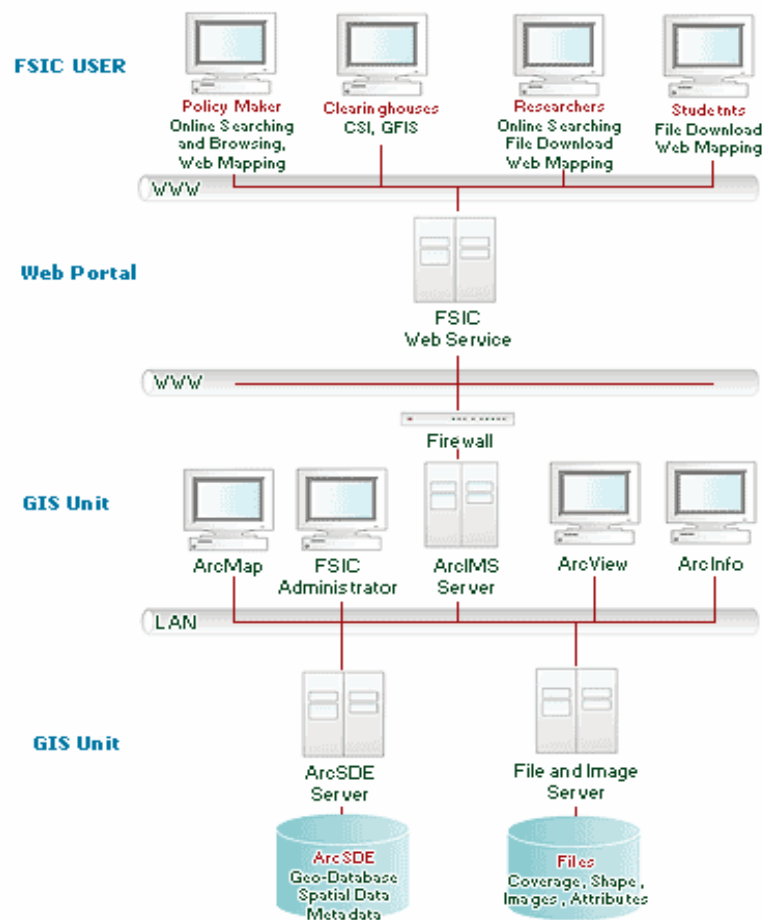 FSIC USER
Policy Maker
Online Searching
and Browsing,
Web Mapping
Clearinghouses
CSI, GFIS
Researchers
Online Searching
File Download
Web Mapping
Studetnts
File Download
Web Mapping
WWW
Web Portal
FSIC
Web Service
WWW
Firewall
GIS Unit
ArcMap
FSIC
Administrator
ArcIMS
Server
ArcView
ArcInfo
LAN
GIS Unit
ArcSDE
Server
File and Image
Server
ArcSDE
Geo-Database
Spatial Data
Metadata
Files
Coverage, Shape,
Images, Attributes